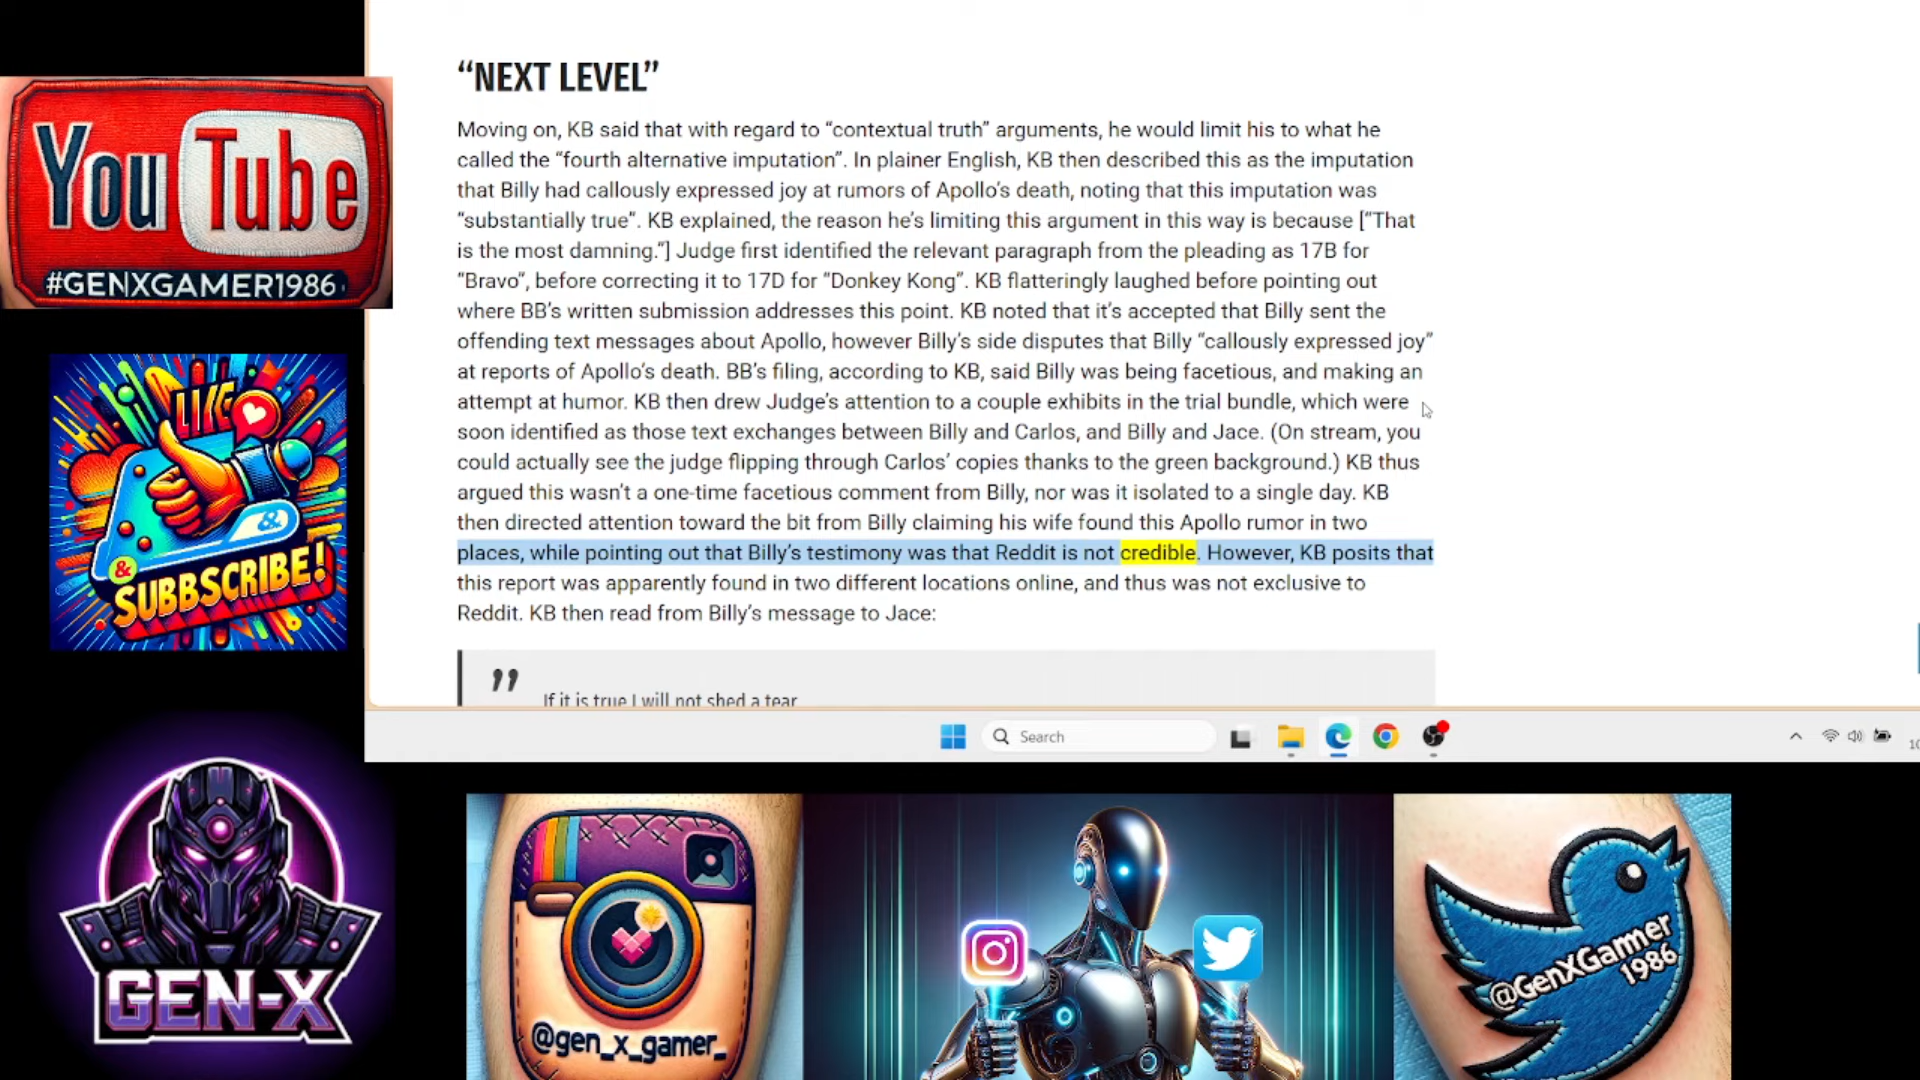 “NEXT LEVEL”
Moving on, KB said that with regard to “contextual truth” arguments, he would limit his to what he
called the “fourth alternative imputation”. In plainer English, KB then described this as the imputation
that Billy had callously expressed joy at rumors of Apollo’s death, noting that this imputation was
“substantially true”. KB explained, the reason he’s limiting this argument in this way is because [“That
is the most damning.”] Judge first identified the relevant paragraph from the pleading as 17B for
“Bravo”, before correcting it to 17D for “Donkey Kong”. KB flatteringly laughed before pointing out
where BB’s written submission addresses this point. KB noted that it’s accepted that Billy sent the
offending text messages about Apollo, however Billy’s side disputes that Billy “callously expressed joy”
at reports of Apollo’s death. BB’s filing, according to KB, said Billy was being facetious, and making an
attempt at humor. KB then drew Judge’s attention to a couple exhibits in the trial bundle, which were
soon identified as those text exchanges between Billy and Carlos, and Billy and Jace. (On stream, you
could actually see the judge flipping through Carlos’ copies thanks to the green background.) KB thus
argued this wasn’t a one-time facetious comment from Billy, nor was it isolated to a single day. KB
then directed attention toward the bit from Billy claiming his wife found this Apollo rumor in two
places, while pointing out that Billy’s testimony was that Reddit is not credible. However, KB posits that
this report was apparently found in two different locations online, and thus was not exclusive to
Reddit. KB then read from Billy’s message to Jace:
”
If it is true I will not shed a tear
Search
10
YouTube
#GENXGAMER1986
LIKE
&
&
SUBBSCRIBE!
GEN-X
@gen_x_gamer_
@GenXGamer
1986